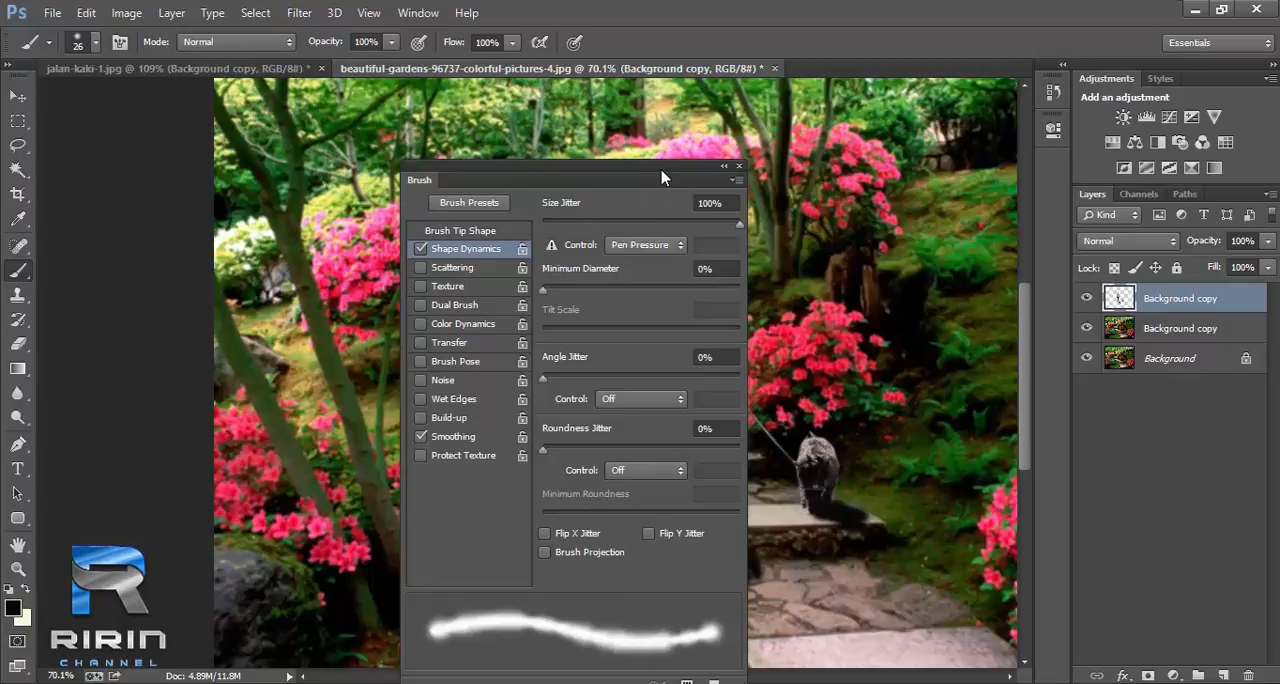 Ps File Edit Image Layer Type Select Filter 3D View Window Help
26 Mode: Normal Opacity: 100% Flow: 100% Essentials
jalan-kaki-1.jpg @ 109% (Background copy, RGB/8#) * × beautiful-gardens-96737-colorful-pictures-4.jpg @ 70.1% (Background copy, RGB/8#) * ×
Brush
Brush Presets
Brush Tip Shape
Shape Dynamics
Scattering
Texture
Dual Brush
Color Dynamics
Transfer
Brush Pose
Noise
Wet Edges
Build-up
Smoothing
Protect Texture
Size Jitter 100%
Control: Pen Pressure
Minimum Diameter 0%
Tilt Scale
Angle Jitter 0%
Control: Off
Roundness Jitter 0%
Control: Off
Minimum Roundness
Flip X Jitter Flip Y Jitter
Brush Projection
Adjustments Styles
Add an adjustment
Layers Channels Paths
Kind
Normal Opacity: 100%
Lock: Fill: 100%
Background copy
Background copy
Background
R
RIRIN
CHANNEL
70.1% Doc: 4.89M/11.8M